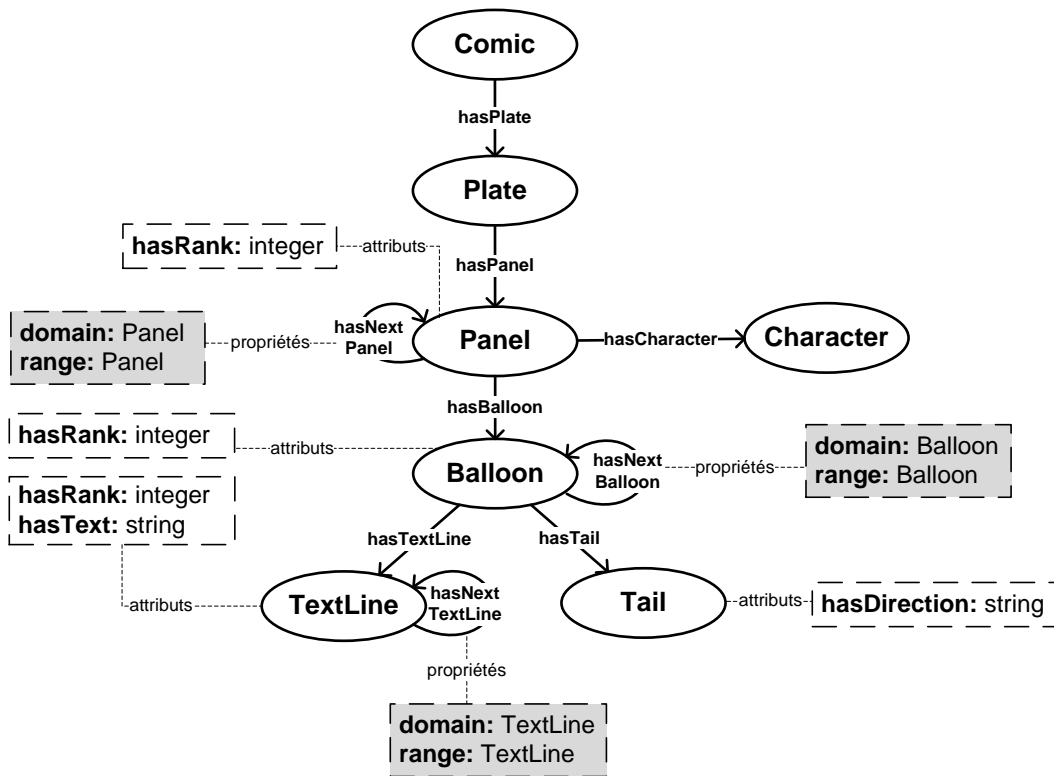 Comic
hasPlate
Plate
hasRank: integer
attributs
hasPanel
domain: Panel
range: Panel
propriétés
hasNext
Panel
Panel
hasCharacter
Character
hasBalloon
hasRank: integer
attributs
Balloon
hasNext
Balloon
propriétés
domain: Balloon
range: Balloon
hasRank: integer
hasText: string
hasTextLine
hasTail
attributs
TextLine
hasNext
TextLine
Tail
attributs
hasDirection: string
propriétés
domain: TextLine
range: TextLine